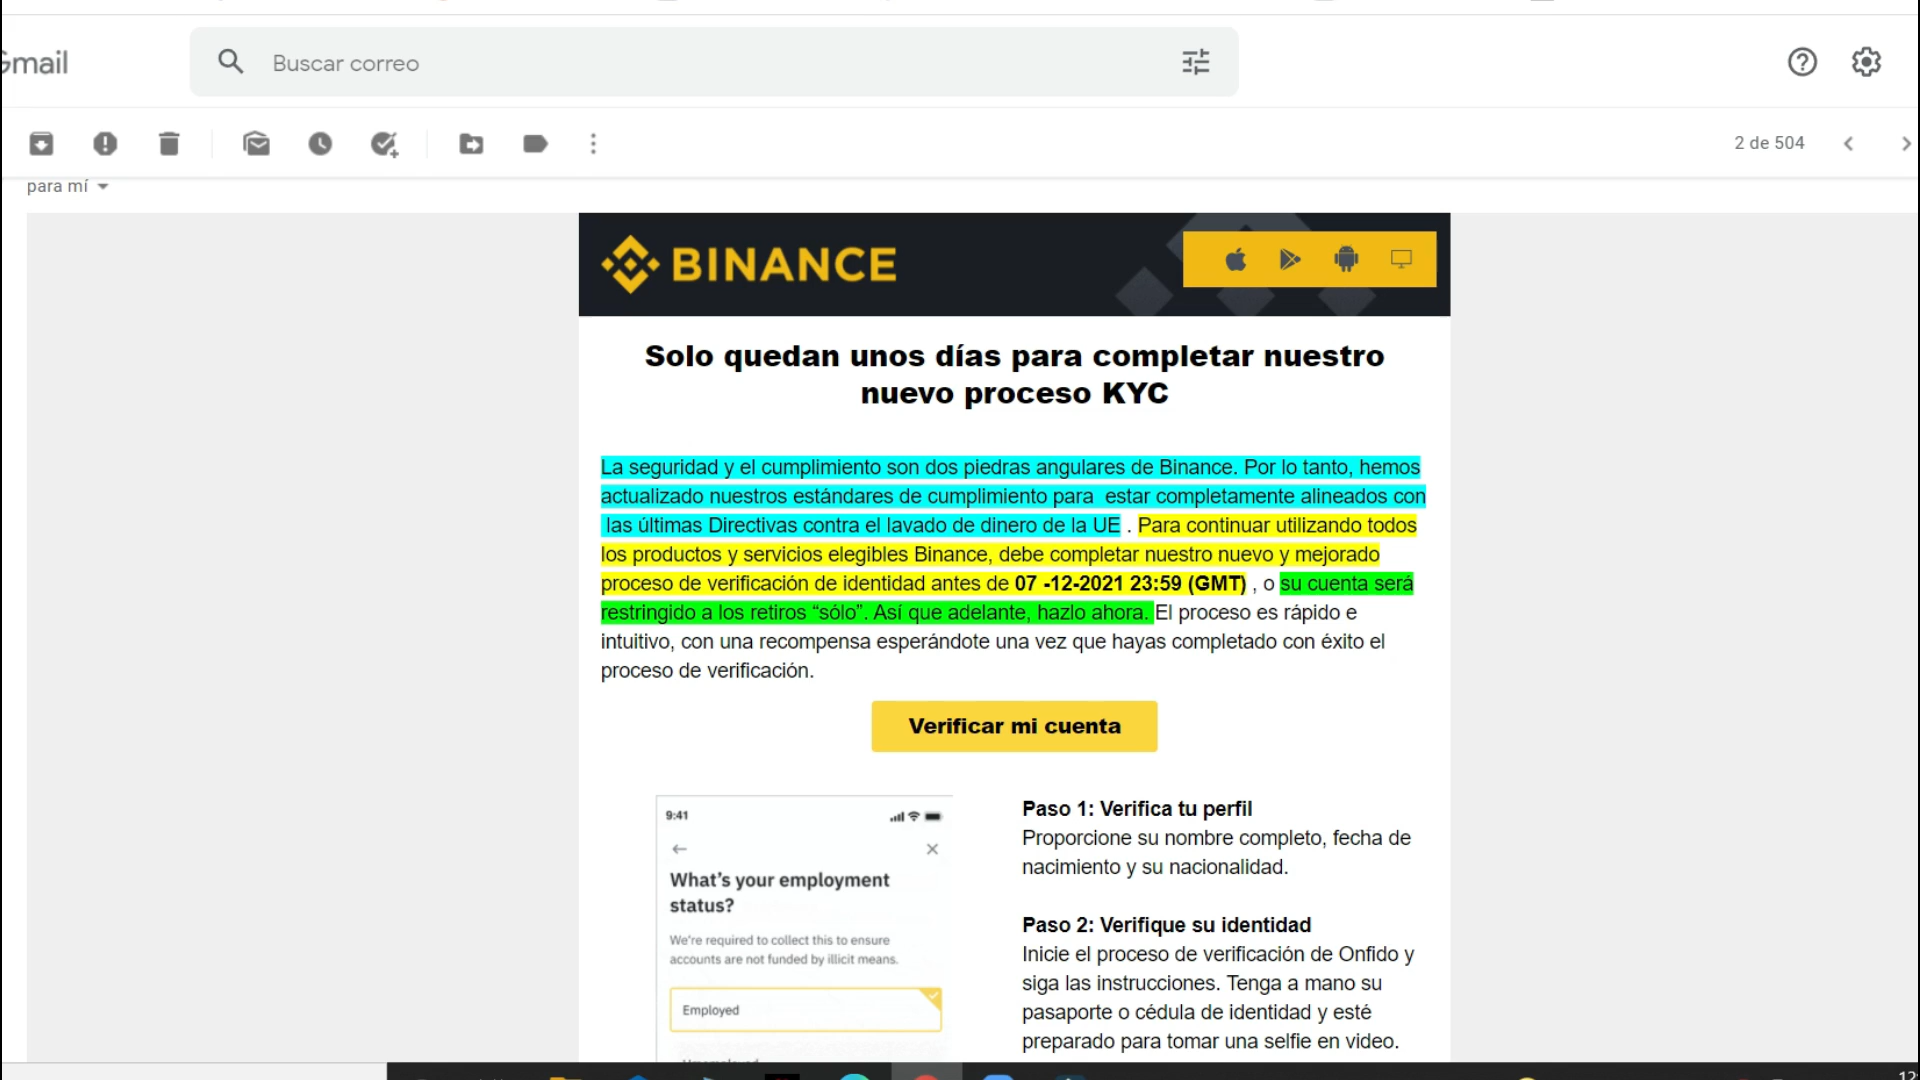 Gmail
Buscar correo
2 de 504
para mí
BINANCE
Solo quedan unos días para completar nuestro
nuevo proceso KYC
La seguridad y el cumplimiento son dos piedras angulares de Binance. Por lo tanto, hemos
actualizado nuestros estándares de cumplimiento para estar completamente alineados con
las últimas Directivas contra el lavado de dinero de la UE . Para continuar utilizando todos
los productos y servicios elegibles Binance, debe completar nuestro nuevo y mejorado
proceso de verificación de identidad antes de 07 -12-2021 23:59 (GMT) , o su cuenta será
restringido a los retiros “sólo”. Así que adelante, hazlo ahora. El proceso es rápido e
intuitivo, con una recompensa esperándote una vez que hayas completado con éxito el
proceso de verificación.
Verificar mi cuenta
9:41
What's your employment
status?
We're required to collect this to ensure
accounts are not funded by illicit means.
Employed
Paso 1: Verifica tu perfil
Proporcione su nombre completo, fecha de
nacimiento y su nacionalidad.
Paso 2: Verifique su identidad
Inicie el proceso de verificación de Onfido y
siga las instrucciones. Tenga a mano su
pasaporte o cédula de identidad y esté
preparado para tomar una selfie en video.